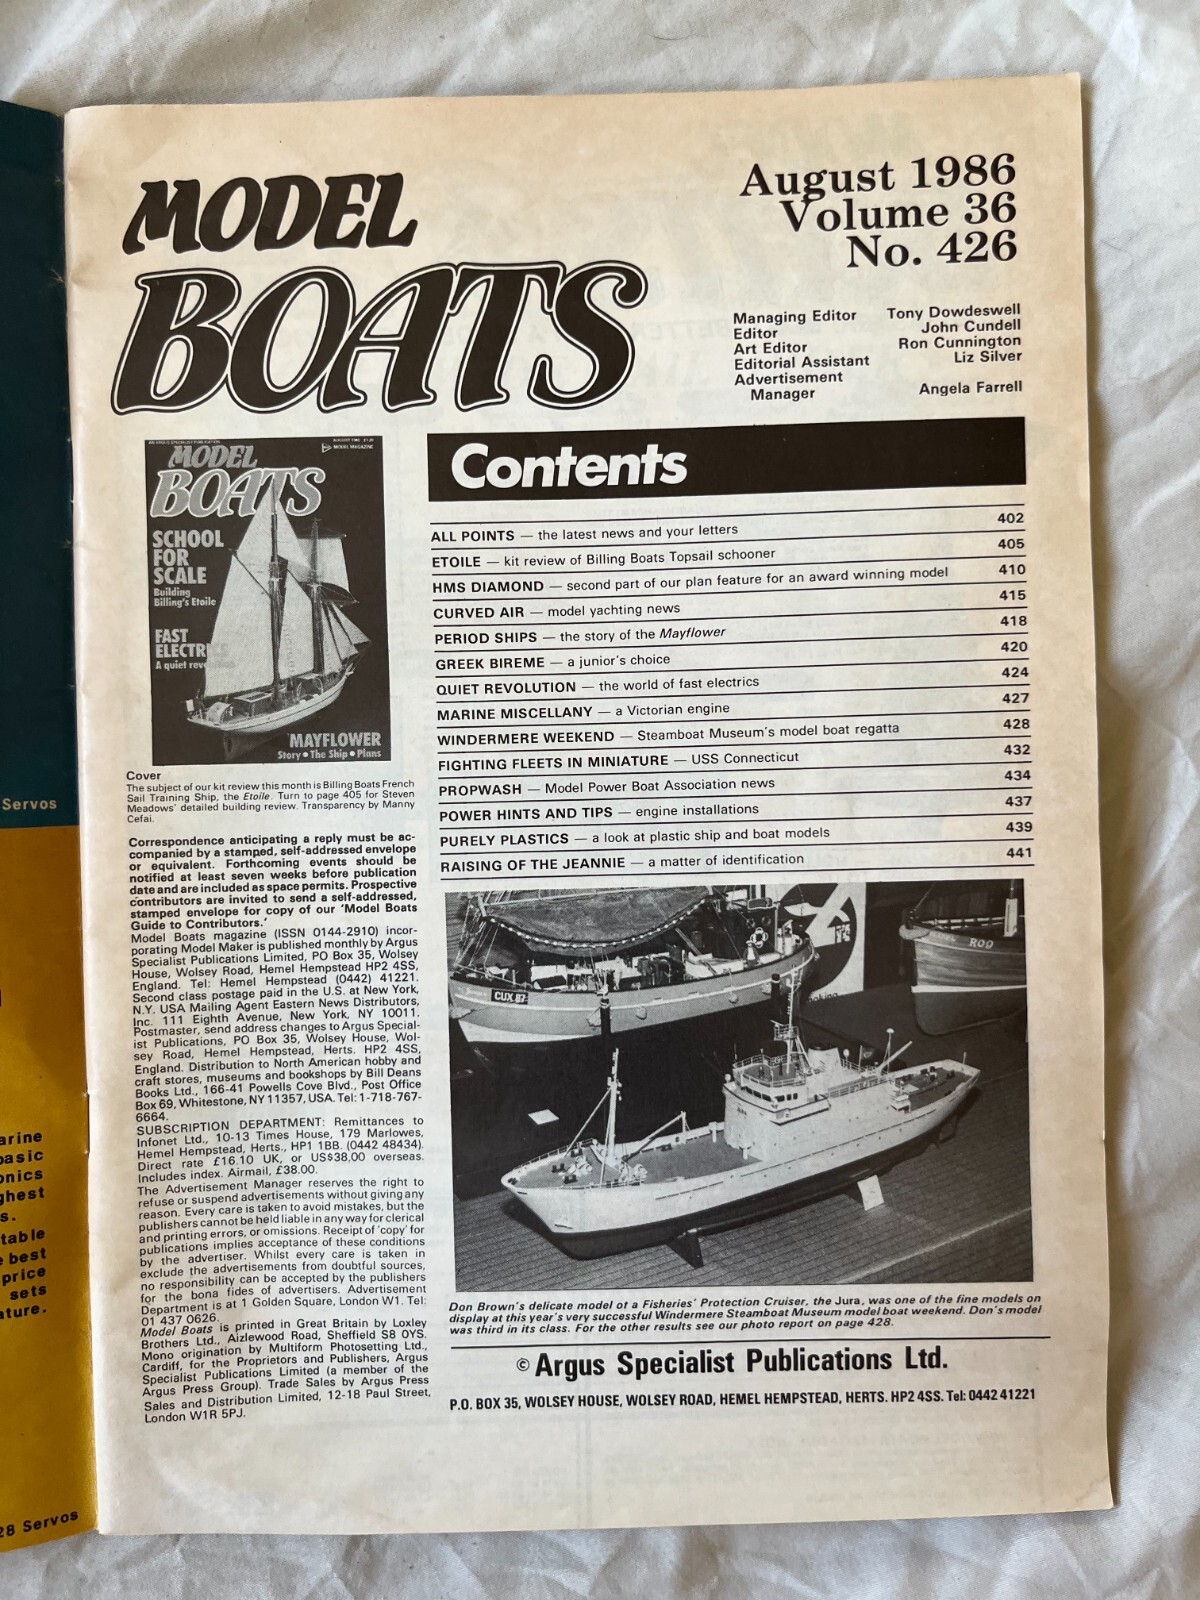 MODEL
BOATS
August 1986
Volume 36
No. 426
Managing Editor Tony Dowdeswell
Editor John Cundell
Art Editor Ron Cunnington
Editorial Assistant Liz Silver
Advertisement
Manager Angela Farrell
MODEL
BOATS
SCHOOL
FOR
SCALE
Building
Billing's Etoile
FAST
ELECTRI
A quiet rev
MAYFLOWER
Story • The Ship • Plans
Cover
The subject of our kit review this month is Billing Boats French
Sail Training Ship, the Etoile. Turn to page 405 for Steven
Meadows' detailed building review. Transparency by Manny
Cefai.
Correspondence anticipating a reply must be ac-
companied by a stamped, self-addressed envelope
or equivalent. Forthcoming events should be
notified at least seven weeks before publication
date and are included as space permits. Prospective
contributors are invited to send a self-addressed,
stamped envelope for copy of our 'Model Boats
Guide to Contributors.'
Model Boats magazine (ISSN 0144-2910) incor-
porating Model Maker is published monthly by Argus
Specialist Publications Limited, PO Box 35, Wolsey
House, Wolsey Road, Hemel Hempstead HP2 4SS,
England. Tel: Hemel Hempstead (0442) 41221.
Second class postage paid in the U.S. at New York,
N.Y. USA Mailing Agent Eastern News Distributors,
Inc. 111 Eighth Avenue, New York, NY 10011.
Postmaster, send address changes to Argus Special-
ist Publications, PO Box 35, Wolsey House, Wol-
sey Road, Hemel Hempstead, Herts. HP2 4SS,
England. Distribution to North American hobby and
craft stores, museums and bookshops by Bill Deans
Books Ltd., 166-41 Powells Cove Blvd., Post Office
Box 69, Whitestone, NY 11357, USA. Tel: 1-718-767-
6664.
SUBSCRIPTION DEPARTMENT: Remittances to
Infonet Ltd., 10-13 Times House, 179 Marlowes,
Hemel Hempstead, Herts., HP1 1BB. (0442 48434).
Direct rate £16.10 UK, or US$38,00 overseas.
Includes index. Airmail, £38.00.
The Advertisement Manager reserves the right to
refuse or suspend advertisements without giving any
reason. Every care is taken to avoid mistakes, but the
publishers cannot be held liable in any way for clerical
and printing errors, or omissions. Receipt of 'copy' for
publications implies acceptance of these conditions
by the advertiser. Whilst every care is taken in
exclude the advertisements from doubtful sources,
no responsibility can be accepted by the publishers
for the bona fides of advertisers. Advertisement
Department is at 1 Golden Square, London W1. Tel:
01 437 0626.
Model Boats is printed in Great Britain by Loxley
Brothers Ltd., Aizlewood Road, Sheffield S8 0YS.
Mono origination by Multiform Photosetting Ltd.,
Cardiff, for the Proprietors and Publishers, Argus
Specialist Publications Limited (a member of the
Argus Press Group). Trade Sales by Argus Press
Sales and Distribution Limited, 12-18 Paul Street,
London W1R 5PJ.
Contents
ALL POINTS — the latest news and your letters 402
ETOILE — kit review of Billing Boats Topsail schooner 405
HMS DIAMOND — second part of our plan feature for an award winning model 410
CURVED AIR — model yachting news 415
PERIOD SHIPS — the story of the Mayflower 418
GREEK BIREME — a junior's choice 420
QUIET REVOLUTION — the world of fast electrics 424
MARINE MISCELLANY — a Victorian engine 427
WINDERMERE WEEKEND — Steamboat Museum's model boat regatta 428
FIGHTING FLEETS IN MINIATURE — USS Connecticut 432
PROPWASH — Model Power Boat Association news 434
POWER HINTS AND TIPS — engine installations 437
PURELY PLASTICS — a look at plastic ship and boat models 439
RAISING OF THE JEANNIE — a matter of identification 441
CUX 87
ROD
Don Brown's delicate model of a Fisheries' Protection Cruiser, the Jura, was one of the fine models on
display at this year's very successful Windermere Steamboat Museum model boat weekend. Don's model
was third in its class. For the other results see our photo report on page 428.
© Argus Specialist Publications Ltd.
P.O. BOX 35, WOLSEY HOUSE, WOLSEY ROAD, HEMEL HEMPSTEAD, HERTS. HP2 4SS. Tel: 0442 41221
Servos
arine
basic
onics
ghest
s.
table
best
price
sets
ature.
28 Servos